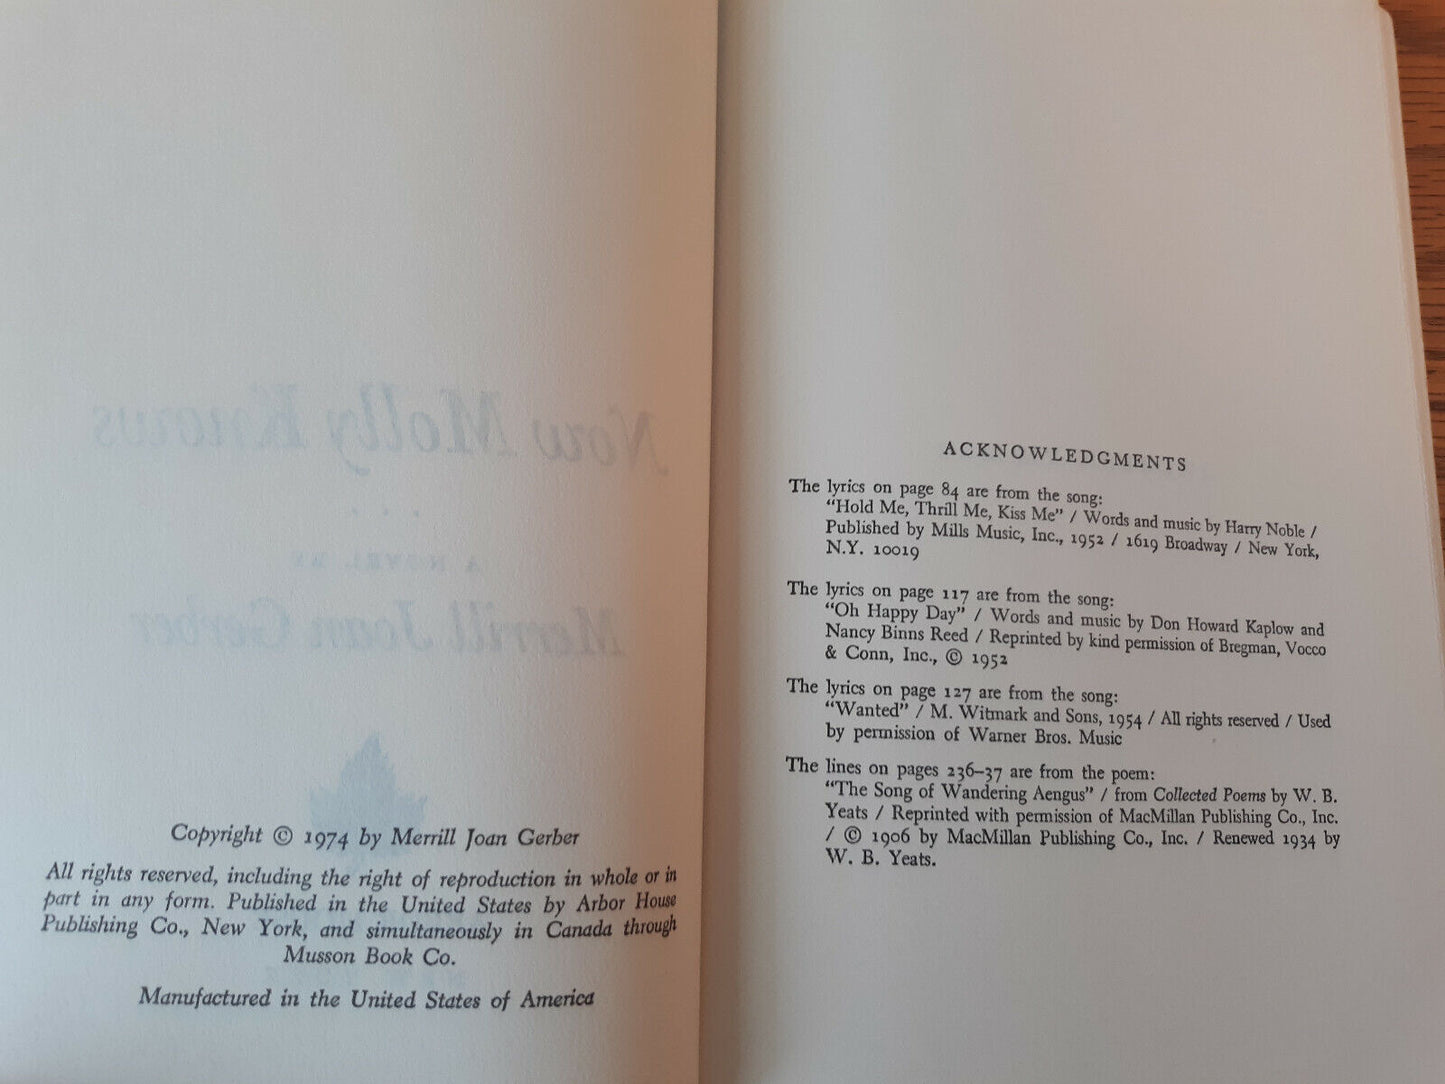 Now Molly Knows
A NOVEL BY
Merrill Joan Gerber
Copyright © 1974 by Merrill Joan Gerber
All rights reserved, including the right of reproduction in whole or in
part in any form. Published in the United States by Arbor House
Publishing Co., New York, and simultaneously in Canada through
Musson Book Co.
Manufactured in the United States of America
ACKNOWLEDGMENTS
The lyrics on page 84 are from the song:
"Hold Me, Thrill Me, Kiss Me" / Words and music by Harry Noble /
Published by Mills Music, Inc., 1952 / 1619 Broadway / New York,
N.Y. 10019
The lyrics on page 117 are from the song:
"Oh Happy Day" / Words and music by Don Howard Kaplow and
Nancy Binns Reed / Reprinted by kind permission of Bregman, Vocco
& Conn, Inc., © 1952
The lyrics on page 127 are from the song:
"Wanted" / M. Witmark and Sons, 1954 / All rights reserved / Used
by permission of Warner Bros. Music
The lines on pages 236–37 are from the poem:
"The Song of Wandering Aengus" / from Collected Poems by W. B.
Yeats / Reprinted with permission of MacMillan Publishing Co., Inc.
/ © 1906 by MacMillan Publishing Co., Inc. / Renewed 1934 by
W. B. Yeats.